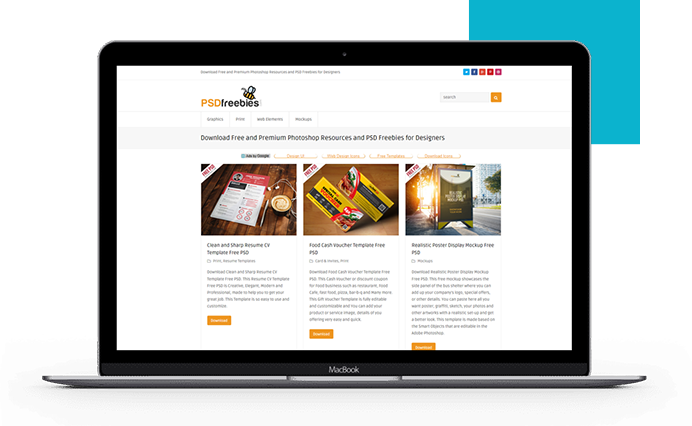 Download Free and Premium Photoshop Resources and PSD Freebies for Designers
PSDfreebies
search
Graphics Print Web Elements Mockups
Download Free and Premium Photoshop Resources and PSD Freebies for Designers
Ads by Google Design UI Web Design Icons Free Templates Download Icons
FREE PSD FREE PSD FREE PSD
REALISTIC
POSTER DISPLAY
MOCKUP PSD
Clean and Sharp Resume CV
Template Free PSD
Print, Resume Templates
Download Clean and Sharp Resume CV
Template Free PSD. This Resume CV Template
Free PSD is Creative, Elegant, Modern and
Professional, made to help you to get your
great job. This Template is so easy to use and
customize.
Download
Food Cash Voucher Template Free
PSD
Card & Invites, Print
Download Food Cash Voucher Template Free
PSD. This Cash Voucher or discount coupon
for Food business such as restaurant, Food
Cafe, fast food, pizza, bar-b-q and Many more.
This Gift Voucher Template is fully editable
and customizable and You can add your
product or service image, details of you
offering very easy and quick.
Download
Realistic Poster Display Mockup Free
PSD
Mockups
Download Realistic Poster Display Mockup
Free PSD. This free Mockup showcases the
side panel of the bus shelter where you can
add up your company's logo, special offers,
or other details. You can paste here all you
want poster, graffiti, sketch, your photos and
other artworks with a realistic set up and get
a better look. This template is made based on
the Smart Objects that are editable in the
Adobe Photoshop.
Download
MacBook